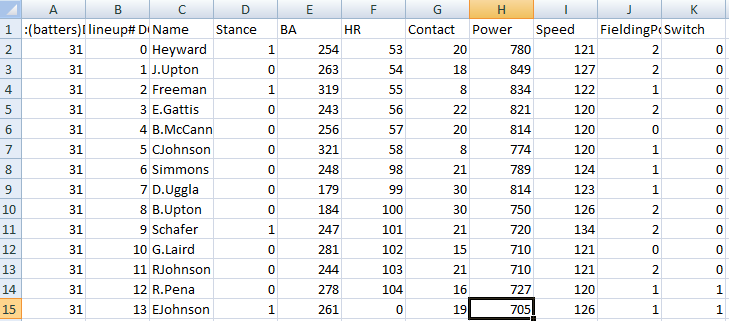 A B C D E F G H I J K
1 :(batters)D lineup# DO Name Stance BA HR Contact Power Speed FieldingPo Switch
2 31 0 Heyward 1 254 53 20 780 121 2 0
3 31 1 J.Upton 0 263 54 18 849 127 2 0
4 31 2 Freeman 1 319 55 8 834 122 1 0
5 31 3 E.Gattis 0 243 56 22 821 120 2 0
6 31 4 B.McCann 0 256 57 20 814 120 0 0
7 31 5 CJohnson 0 321 58 8 774 120 1 0
8 31 6 Simmons 0 248 98 21 789 124 1 0
9 31 7 D.Uggla 0 179 99 30 814 123 1 0
10 31 8 B.Upton 0 184 100 30 750 126 2 0
11 31 9 Schafer 1 247 101 21 720 134 2 0
12 31 10 G.Laird 0 281 102 15 710 121 0 0
13 31 11 RJohnson 0 244 103 21 710 121 2 0
14 31 12 R.Pena 0 278 104 16 727 120 1 1
15 31 13 EJohnson 1 261 0 19 705 126 1 1